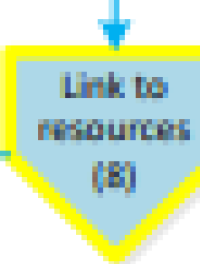 Link to
resources
(8)